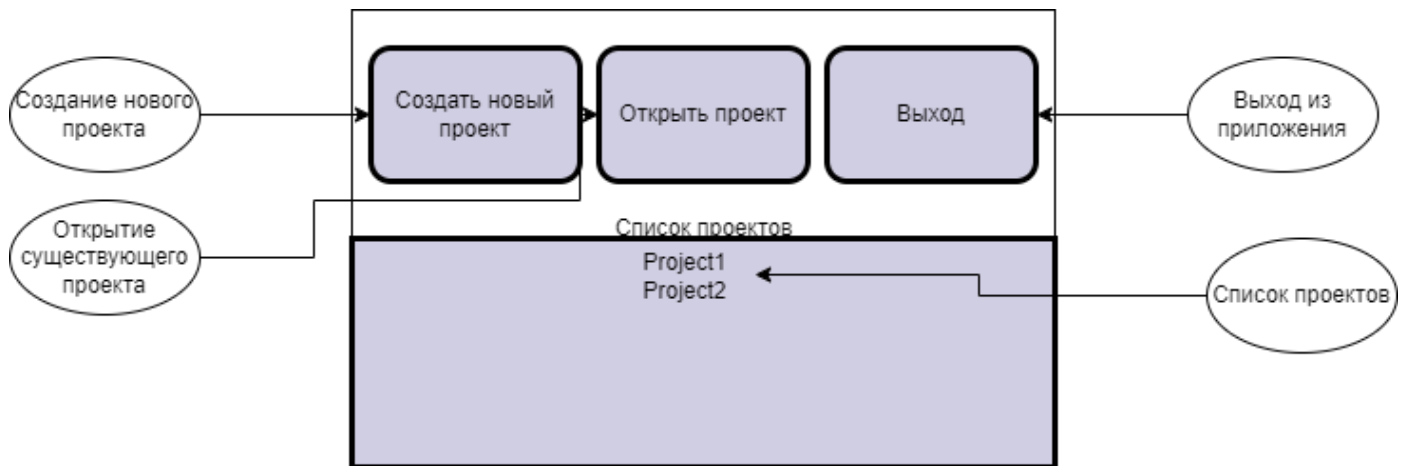 Создание нового
проекта
Создать новый
проект
Открыть проект
Выход
Выход из
приложения
Открытие
существующего
проекта
Список проектов
Project1
Project2
Список проектов